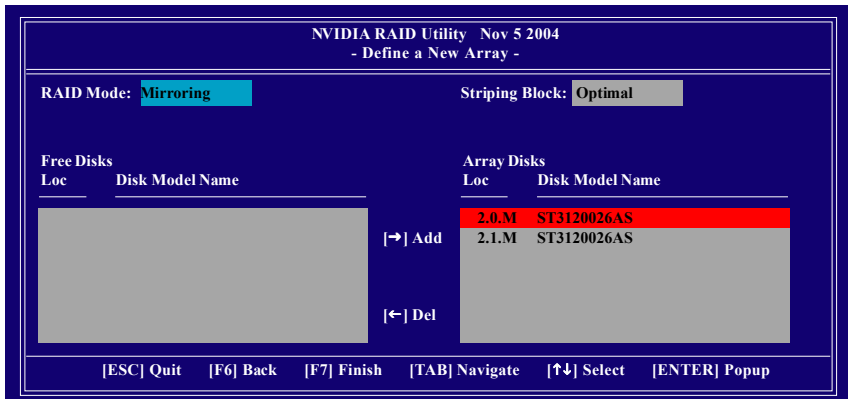 NVIDIA RAID Utility Nov 5 2004
- Define a New Array -
RAID Mode: Mirroring Striping Block: Optimal
Free Disks Array Disks
Loc Disk Model Name Loc Disk Model Name
2.0.M ST3120026AS
[→] Add 2.1.M ST3120026AS
[←] Del
[ESC] Quit [F6] Back [F7] Finish [TAB] Navigate [↑↓] Select [ENTER] Popup